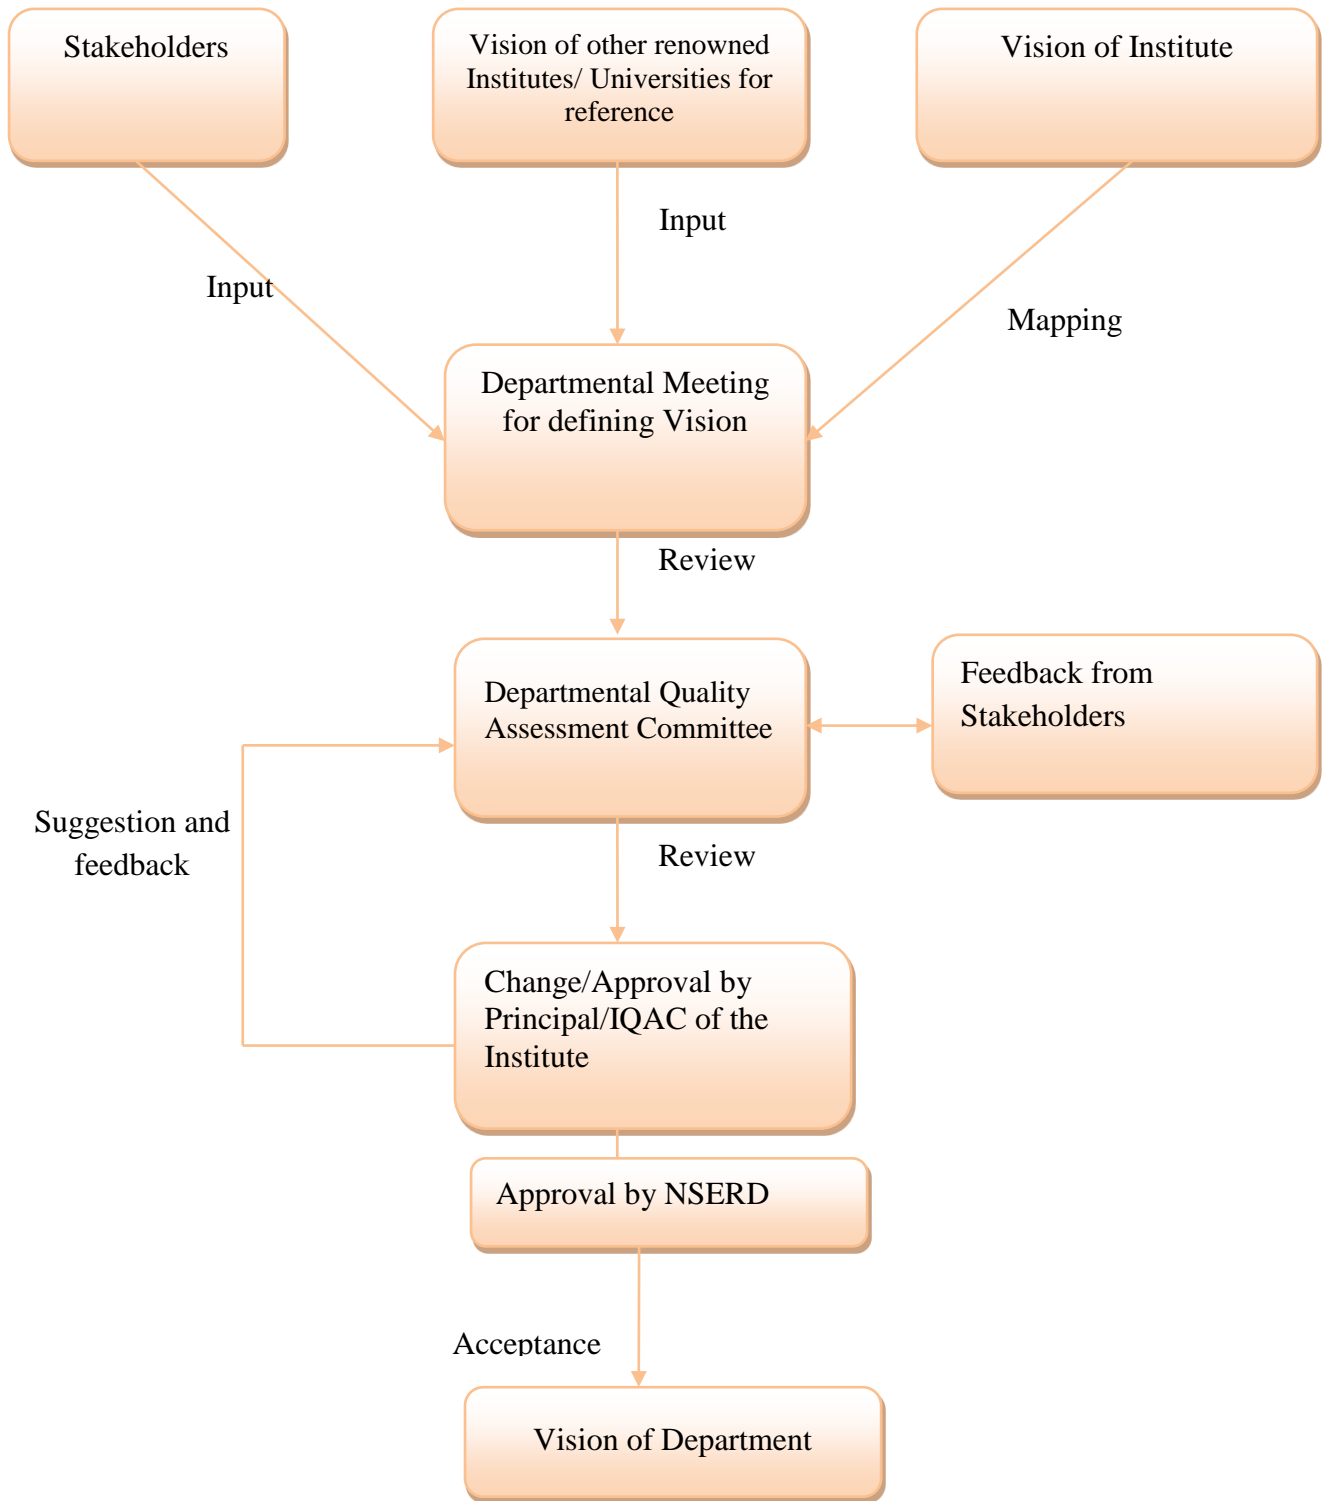 Stakeholders
Vision of other renowned
Institutes/ Universities for
reference
Vision of Institute
Input
Input
Mapping
Departmental Meeting
for defining Vision
Review
Departmental Quality
Assessment Committee
Feedback from
Stakeholders
Suggestion and
feedback
Review
Change/Approval by
Principal/IQAC of the
Institute
Approval by NSERD
Acceptance
Vision of Department